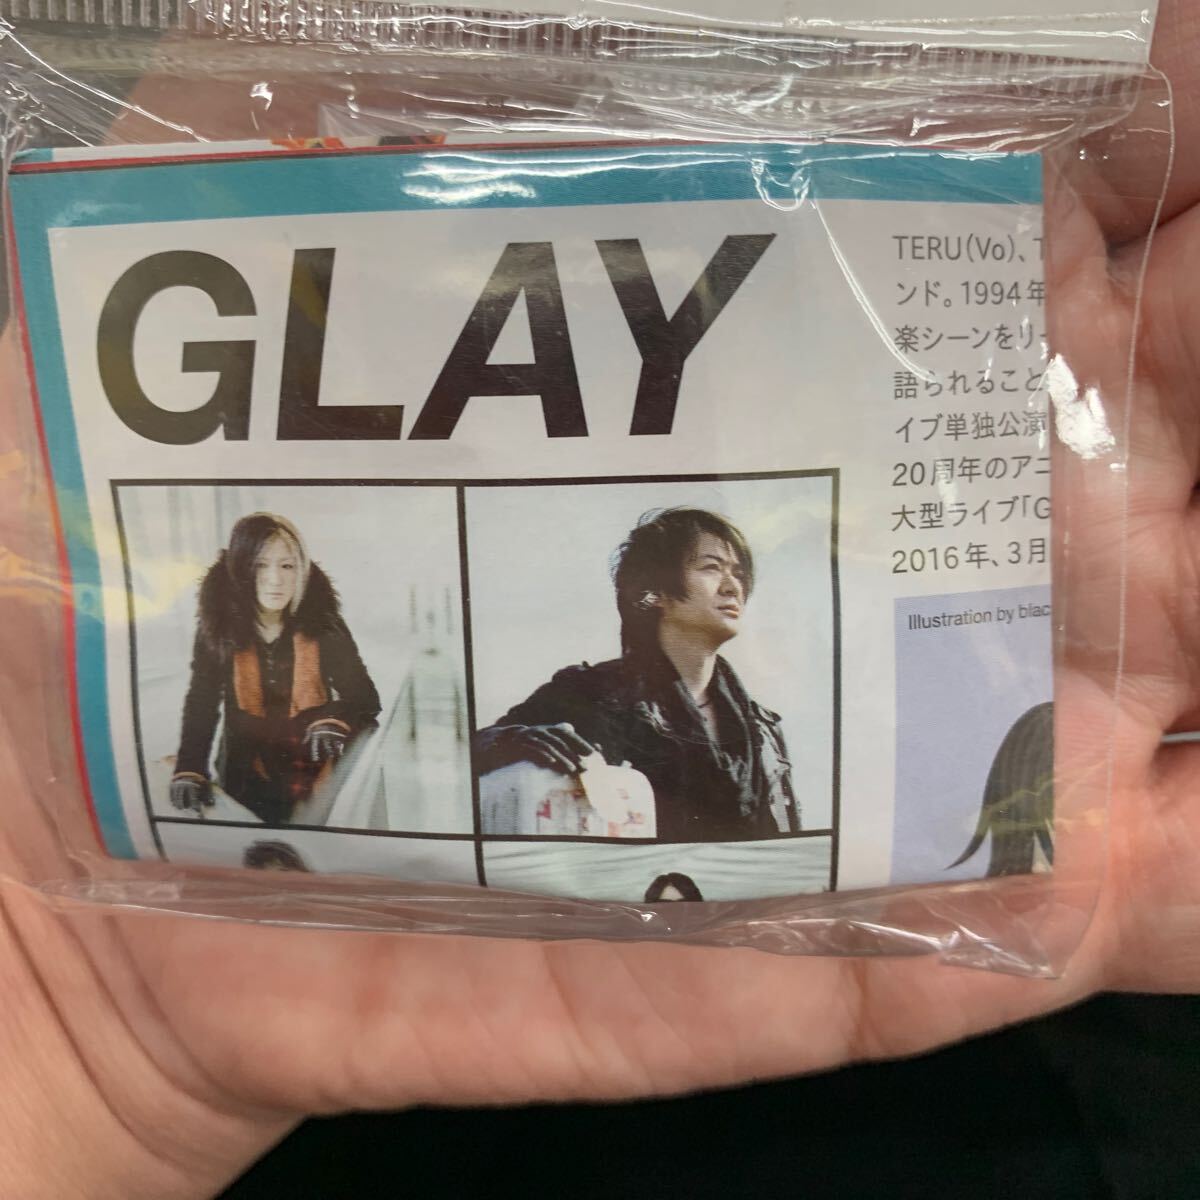 GLAY
TERU(Vo)、T
ンド。1994年
楽シーンをリー
語られること
イブ単独公演
20周年のアニ
大型ライブ「G
2016年、3月
Illustration by blac